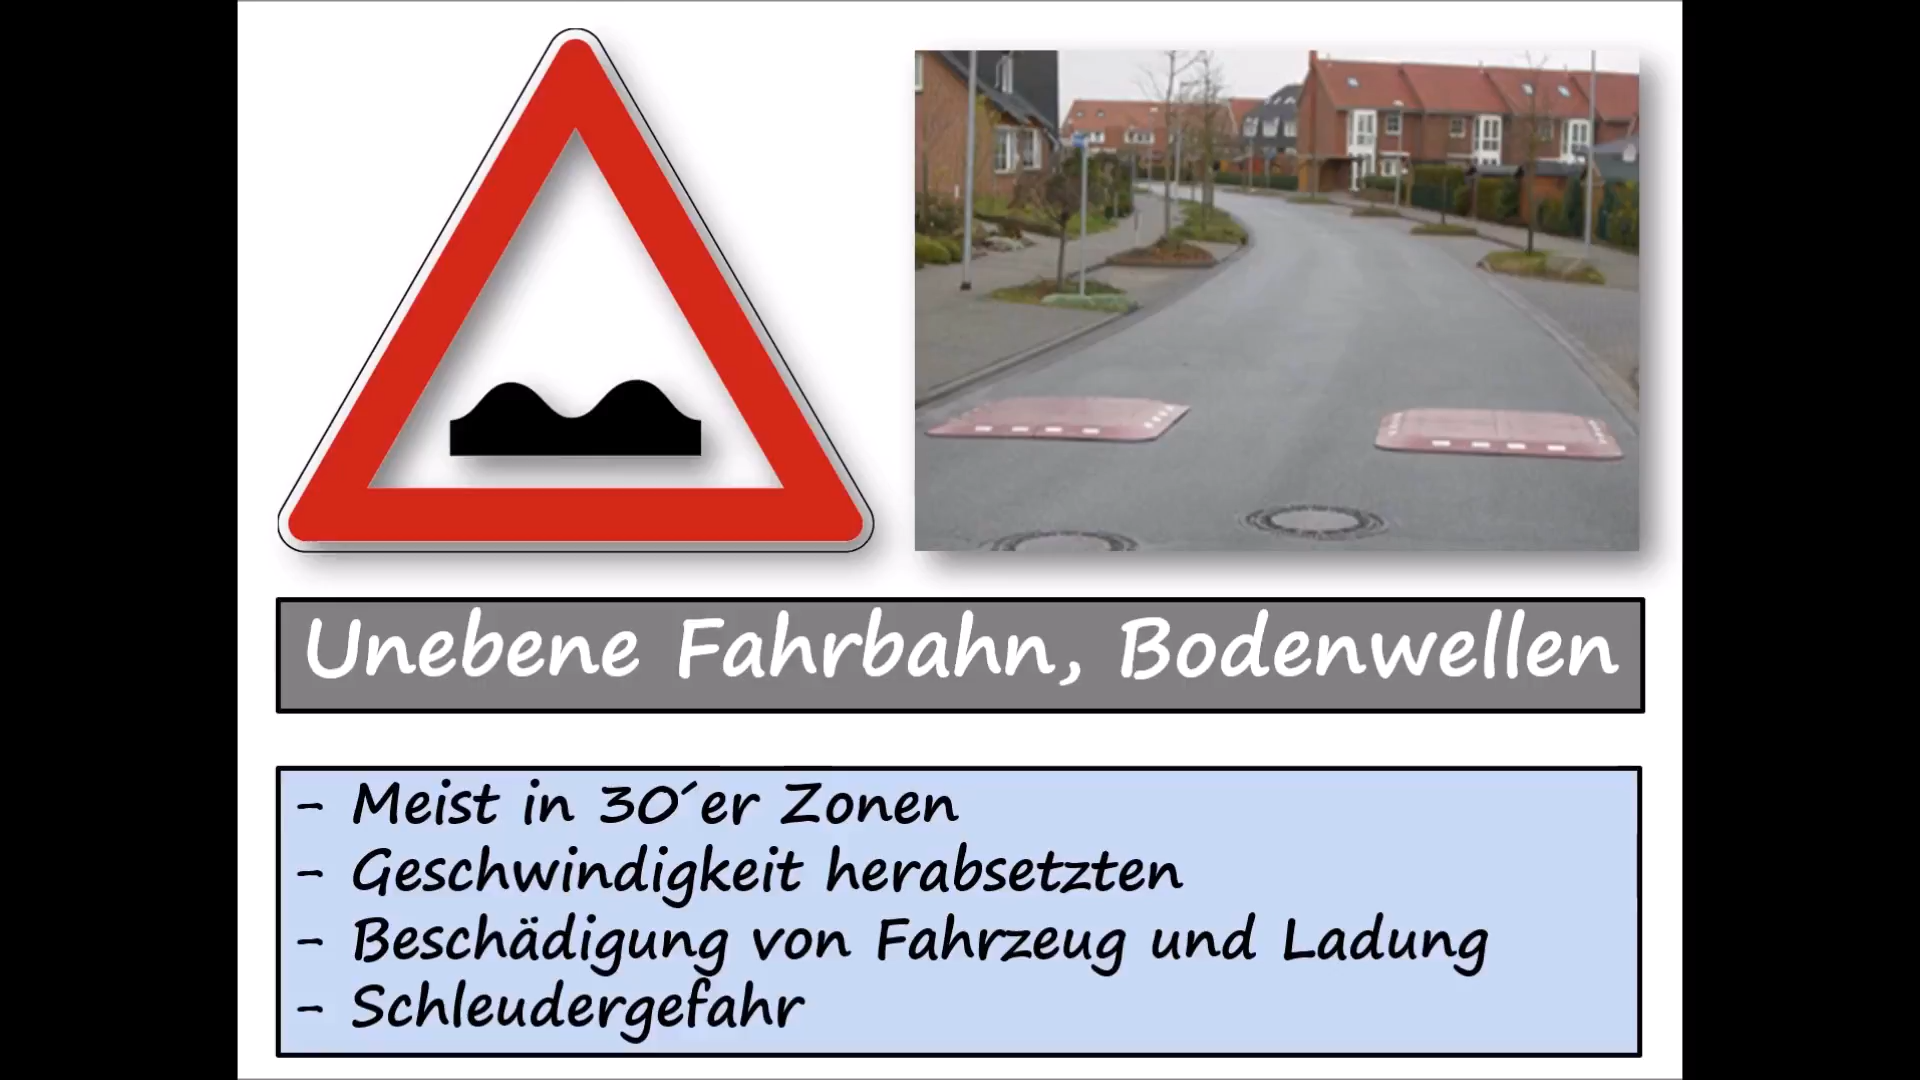 Unebene Fahrbahn, Bodenwellen
- Meist in 30´er Zonen
- Geschwindigkeit herabsetzten
- Beschädigung von Fahrzeug und Ladung
- Schleudergefahr